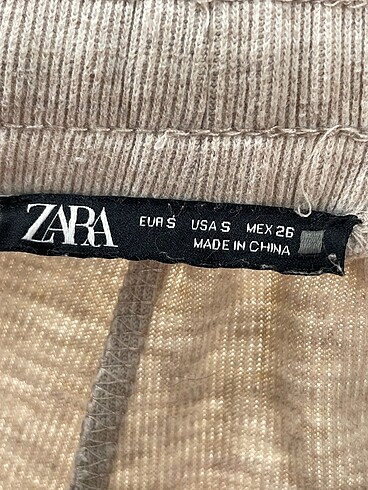 ZARA
EUR S USA S MEX 26
MADE IN CHINA